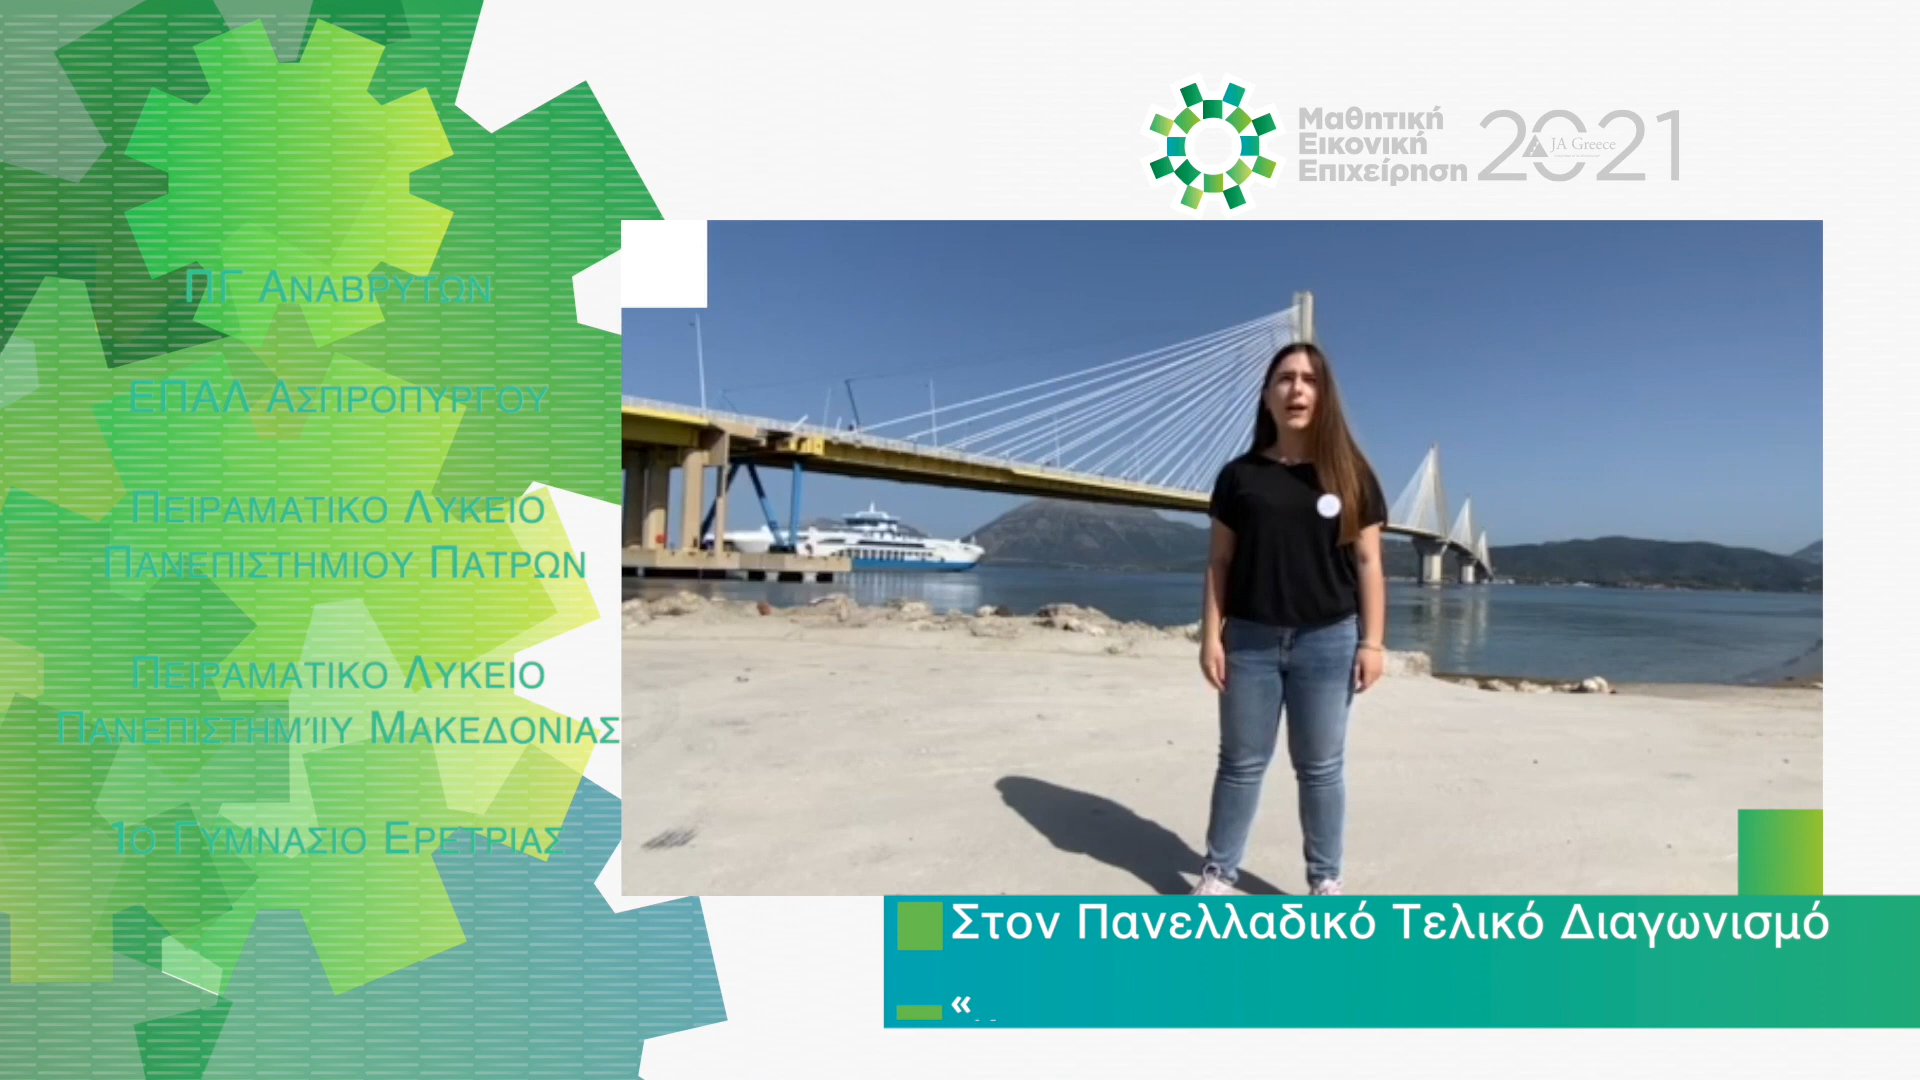 Μαθητική
Εικονική
Επιχείρηση
2021
JA Greece
ΠΓ ΑΝΑΒΡΥΤΩΝ
ΕΠΑΛ ΑΣΠΡΟΠΥΡΓΟΥ
ΠΕΙΡΑΜΑΤΙΚΟ ΛΥΚΕΙΟ
ΠΑΝΕΠΙΣΤΗΜΙΟΥ ΠΑΤΡΩΝ
ΠΕΙΡΑΜΑΤΙΚΟ ΛΥΚΕΙΟ
ΠΑΝΕΠΙΣΤΗΜΊΙΥ ΜΑΚΕΔΟΝΙΑΣ
1Ο ΓΥΜΝΑΣΙΟ ΕΡΕΤΡΙΑΣ
Στον Πανελλαδικό Τελικό Διαγωνισμό
«